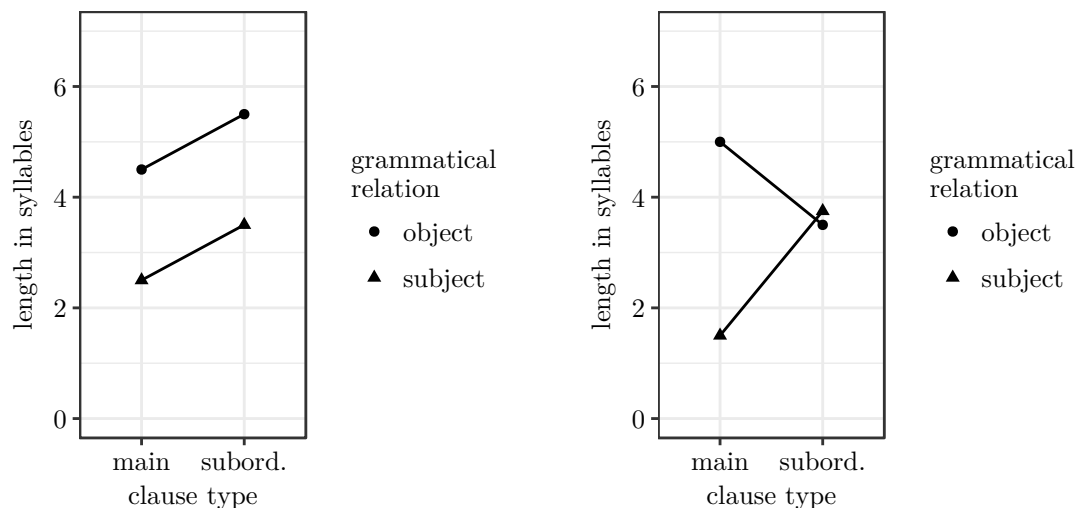 length in syllables
6
4
2
0
main subord.
clause type
grammatical
relation
object
subject
length in syllables
6
4
2
0
main subord.
clause type
grammatical
relation
object
subject